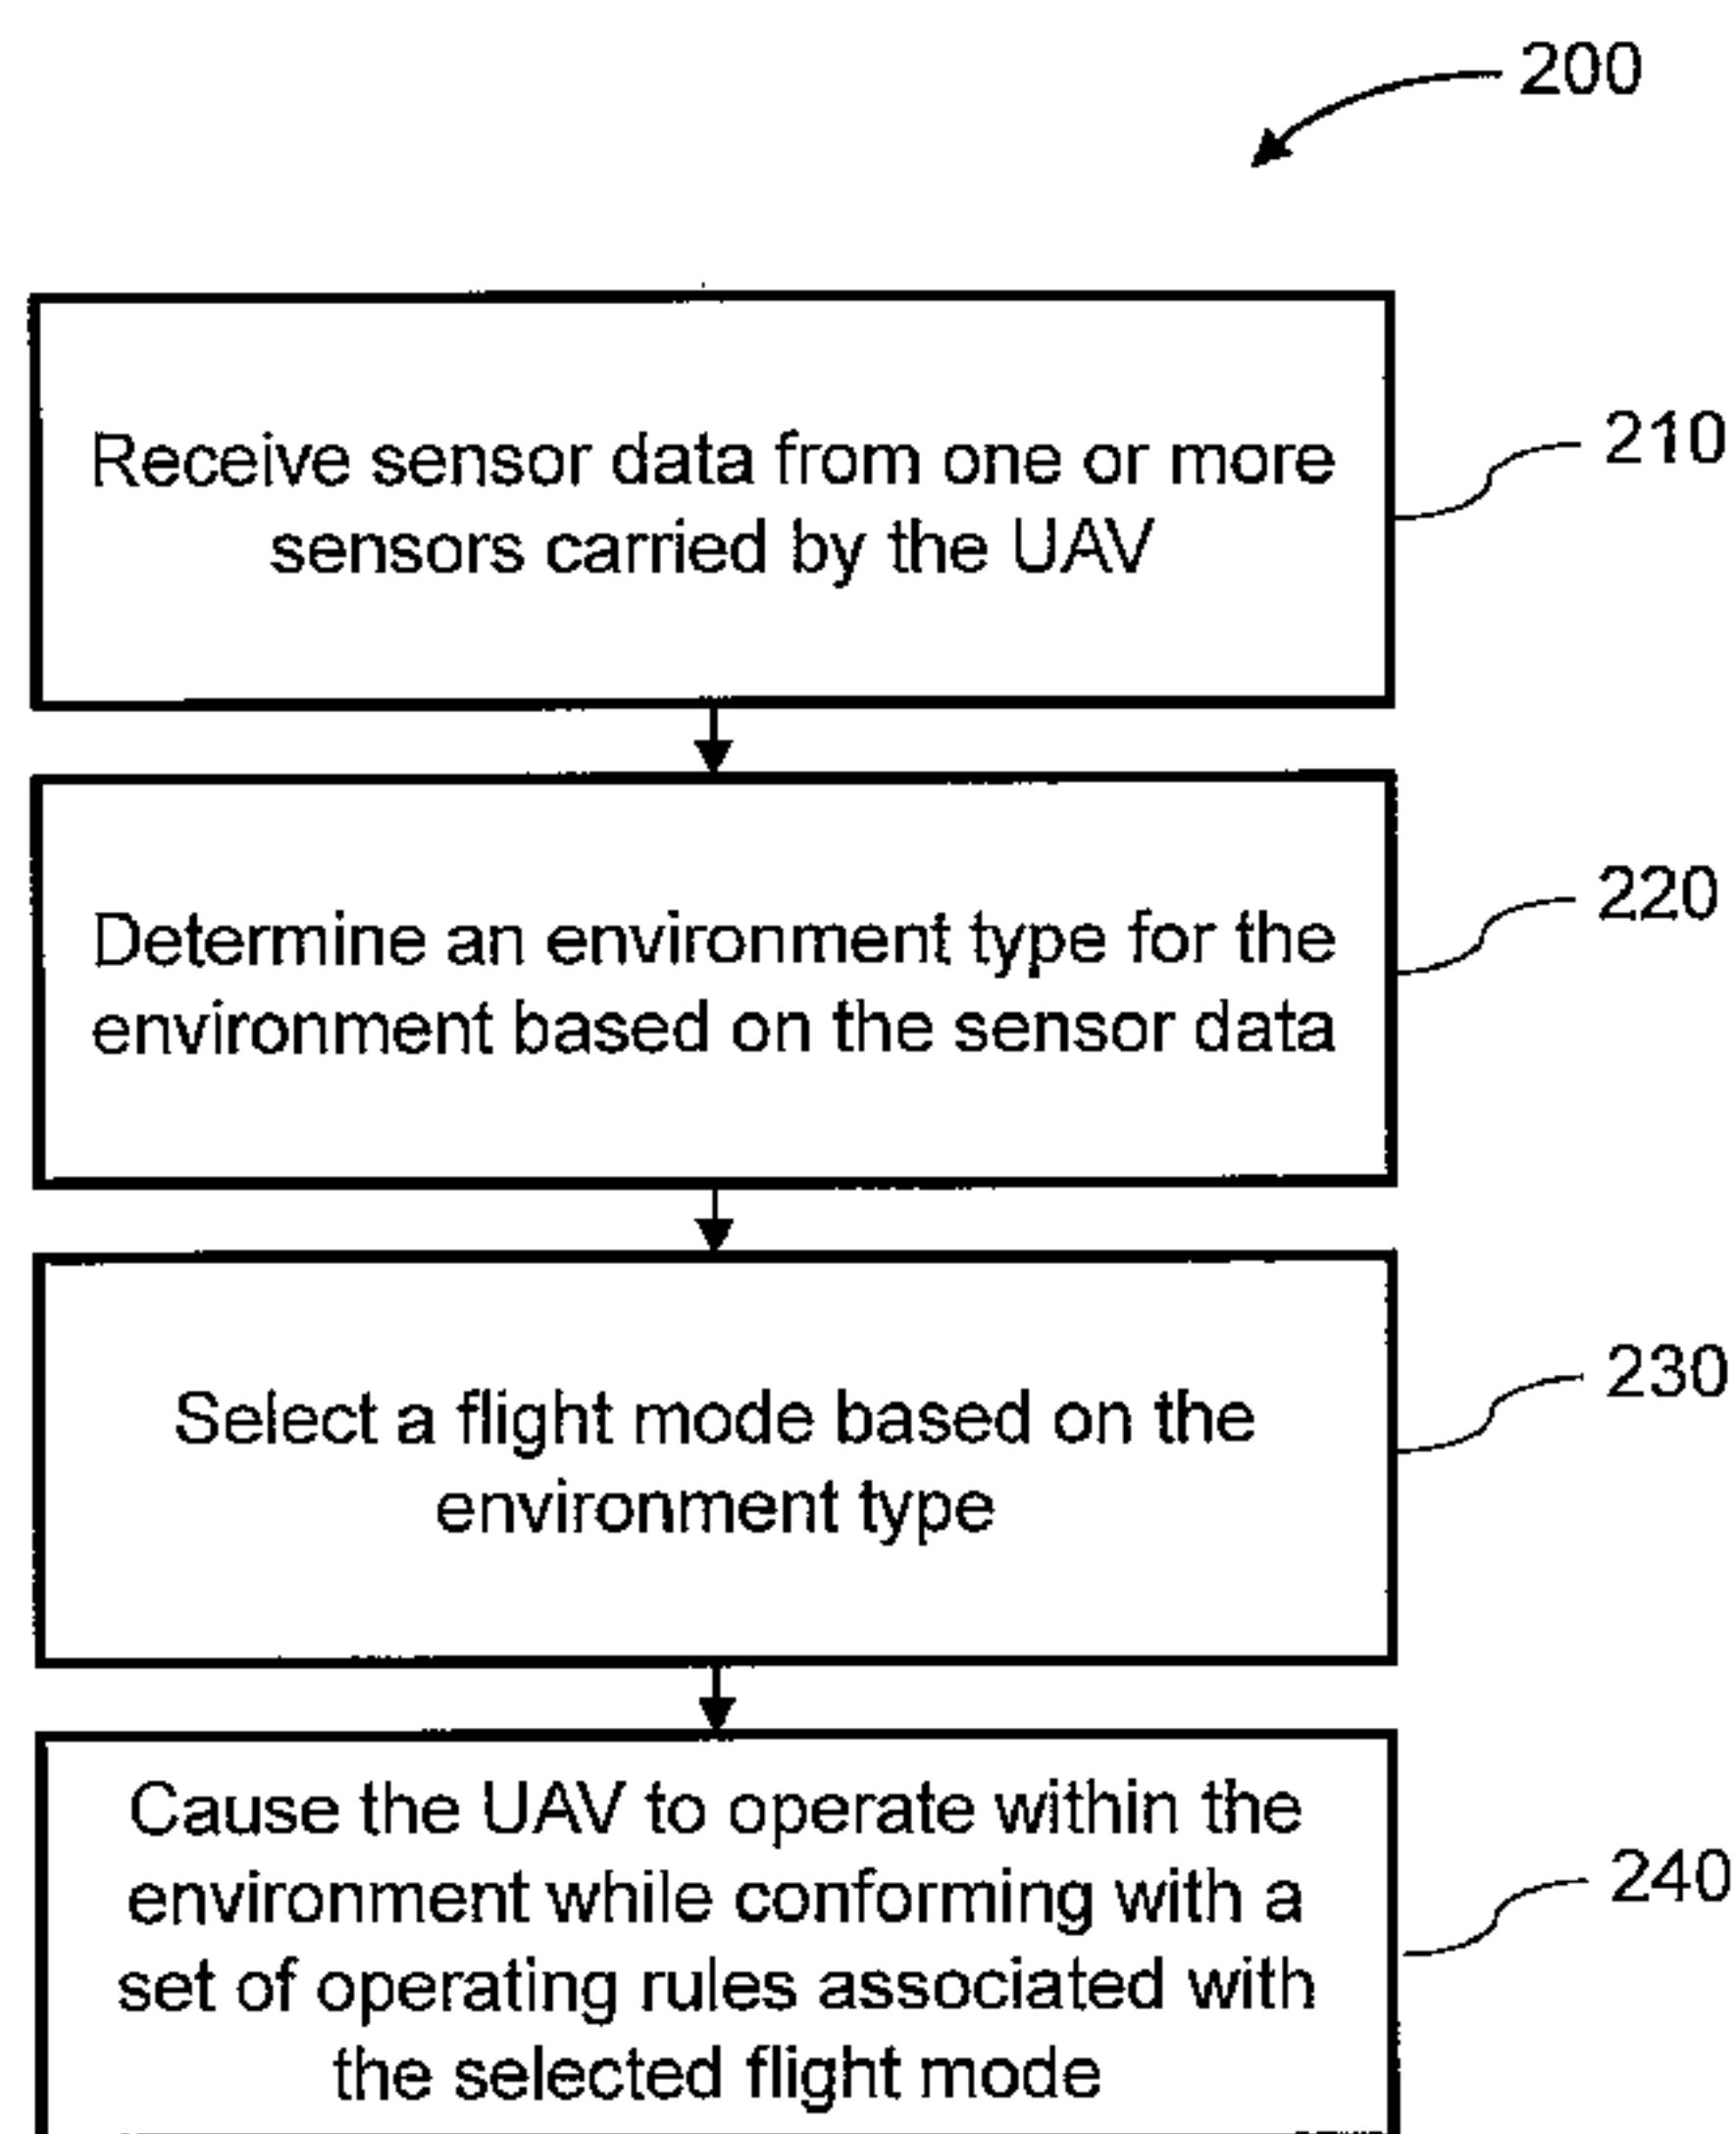 200
Receive sensor data from one or more
sensors carried by the UAV
210
Determine an environment type for the
environment based on the sensor data
220
Select a flight mode based on the
environment type
230
Cause the UAV to operate within the
environment while conforming with a
set of operating rules associated with
the selected flight mode
240